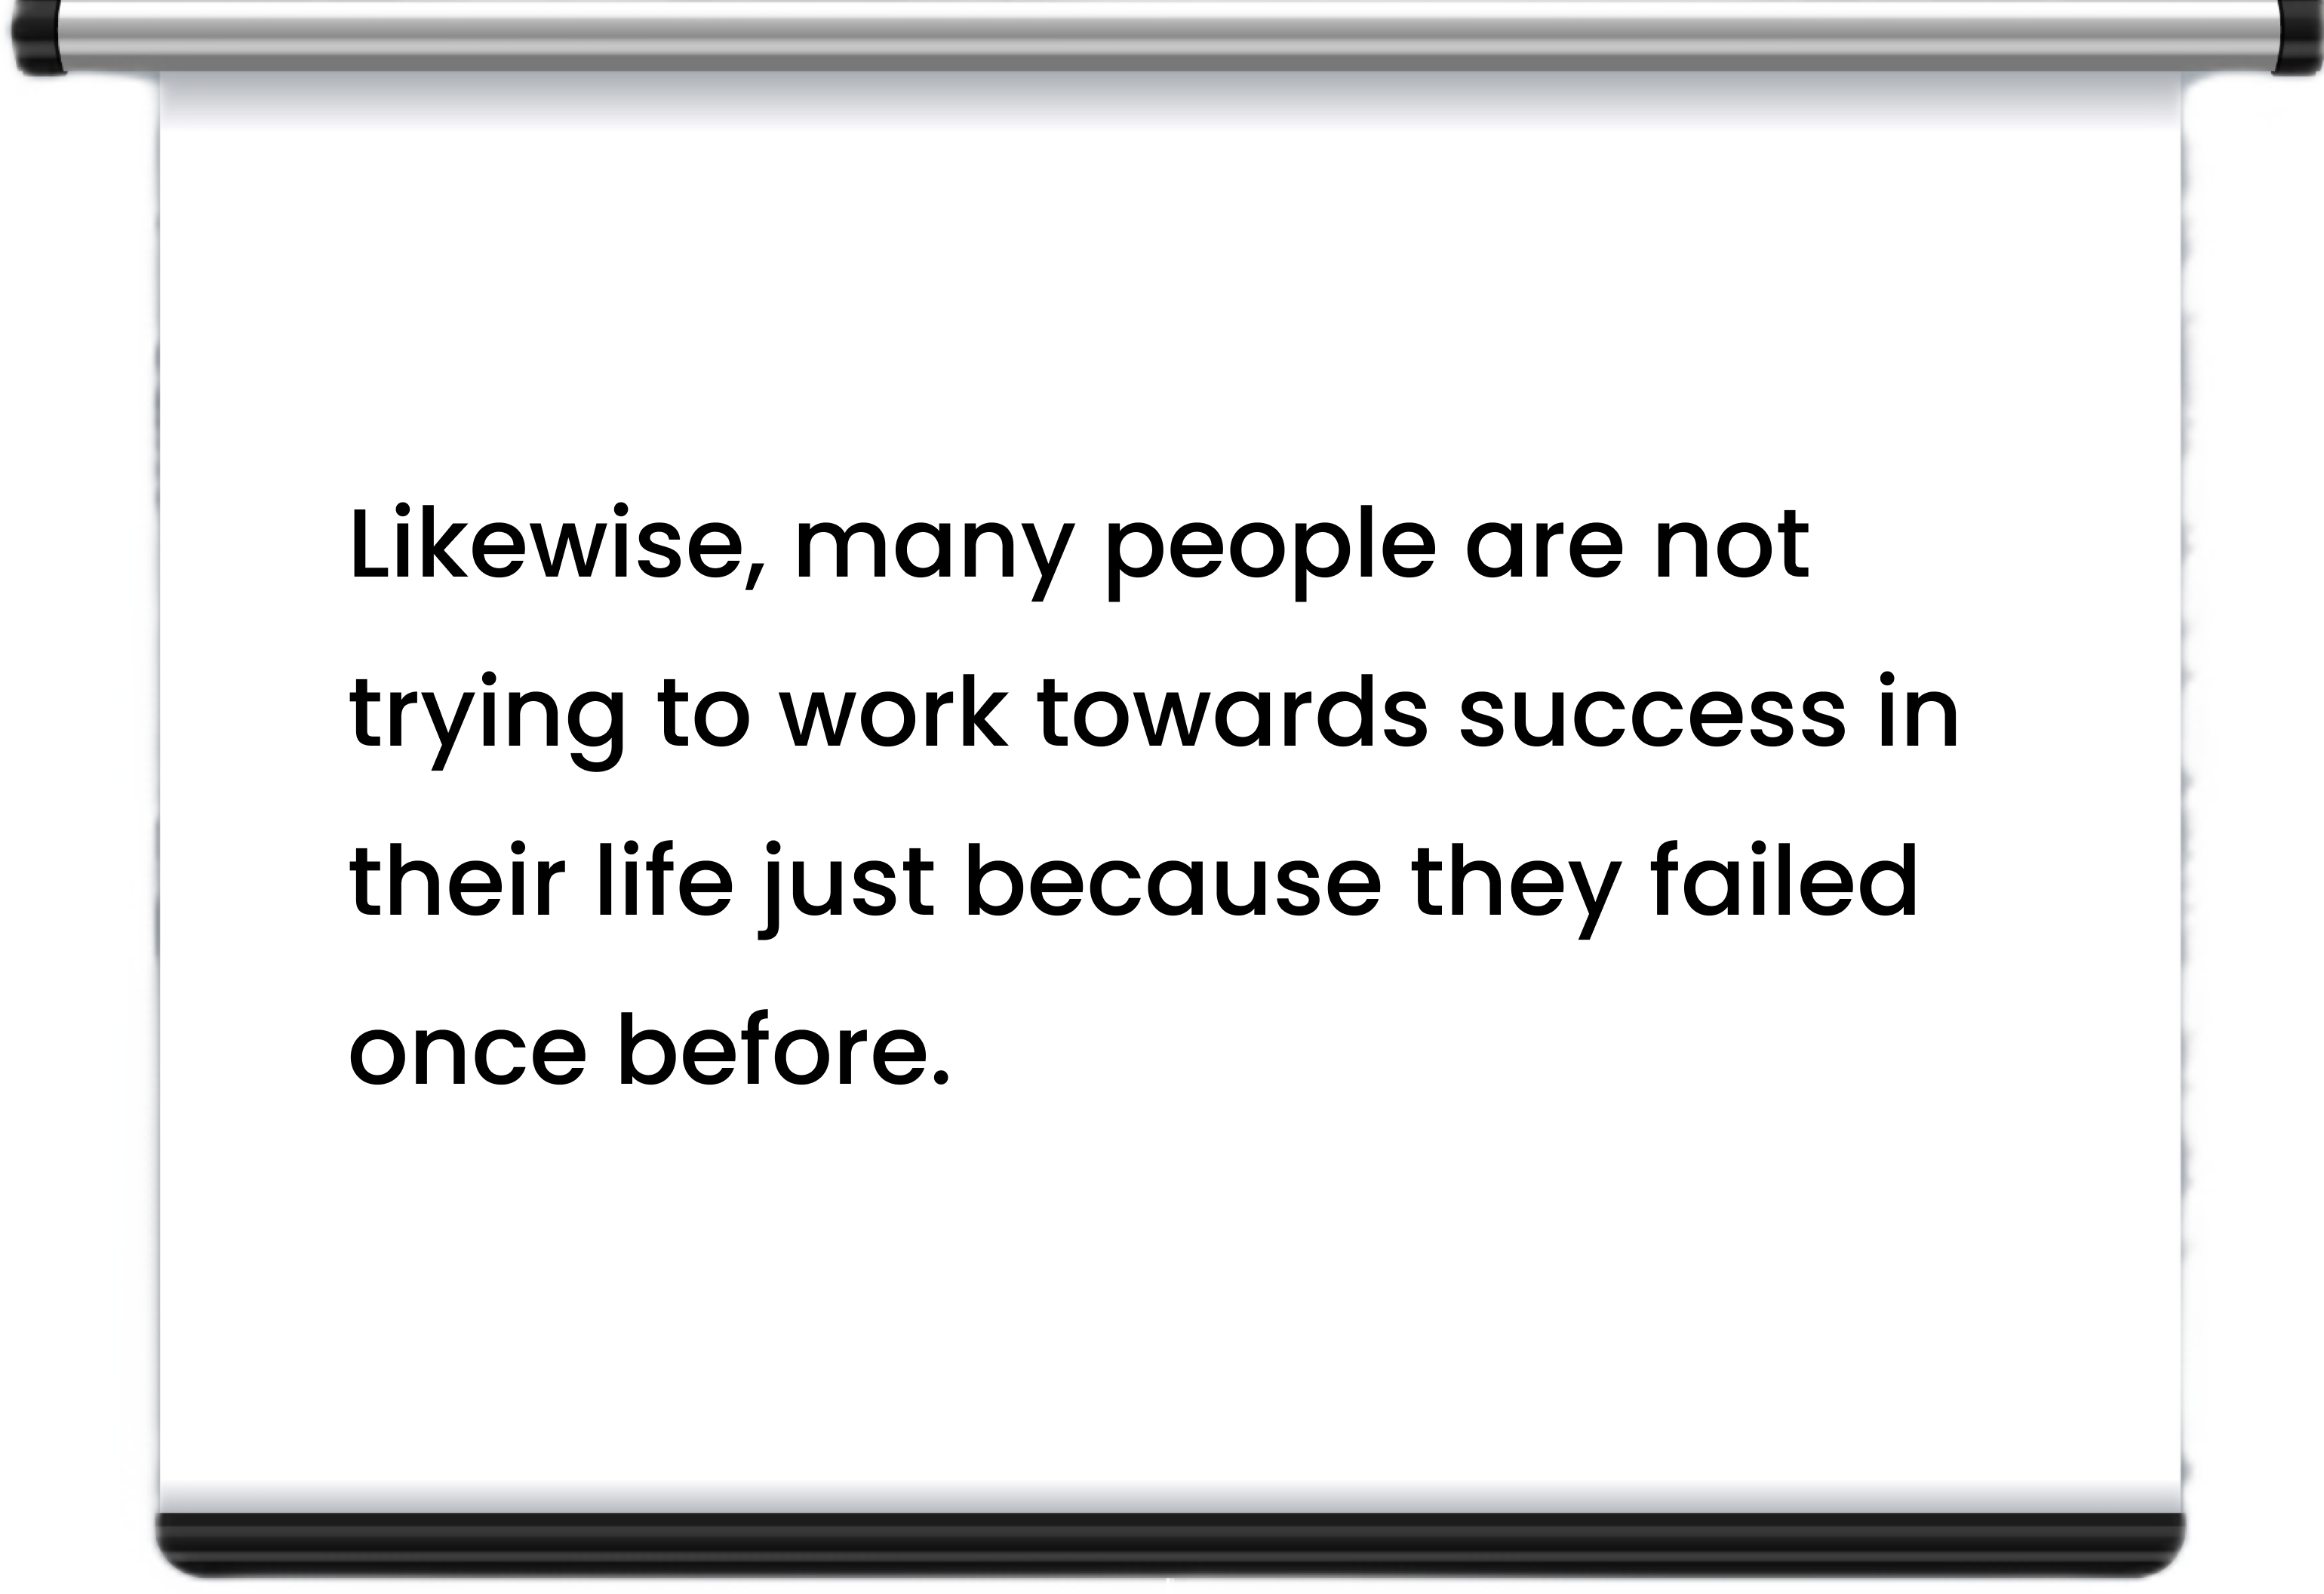 Likewise, many people are not
trying to work towards success in
their life just because they failed
once before.